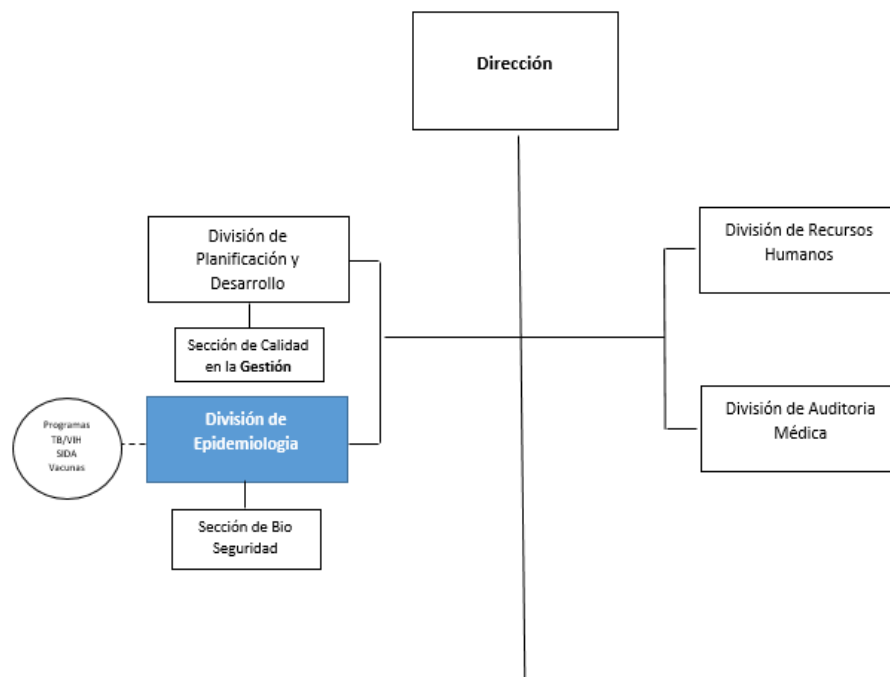 Dirección
División de
Planificación y
Desarrollo
Sección de Calidad
en la Gestión
División de
Epidemiologia
Programas
TB/VIH
SIDA
Vacunas
Sección de Bio
Seguridad
División de Recursos
Humanos
División de Auditoria
Médica